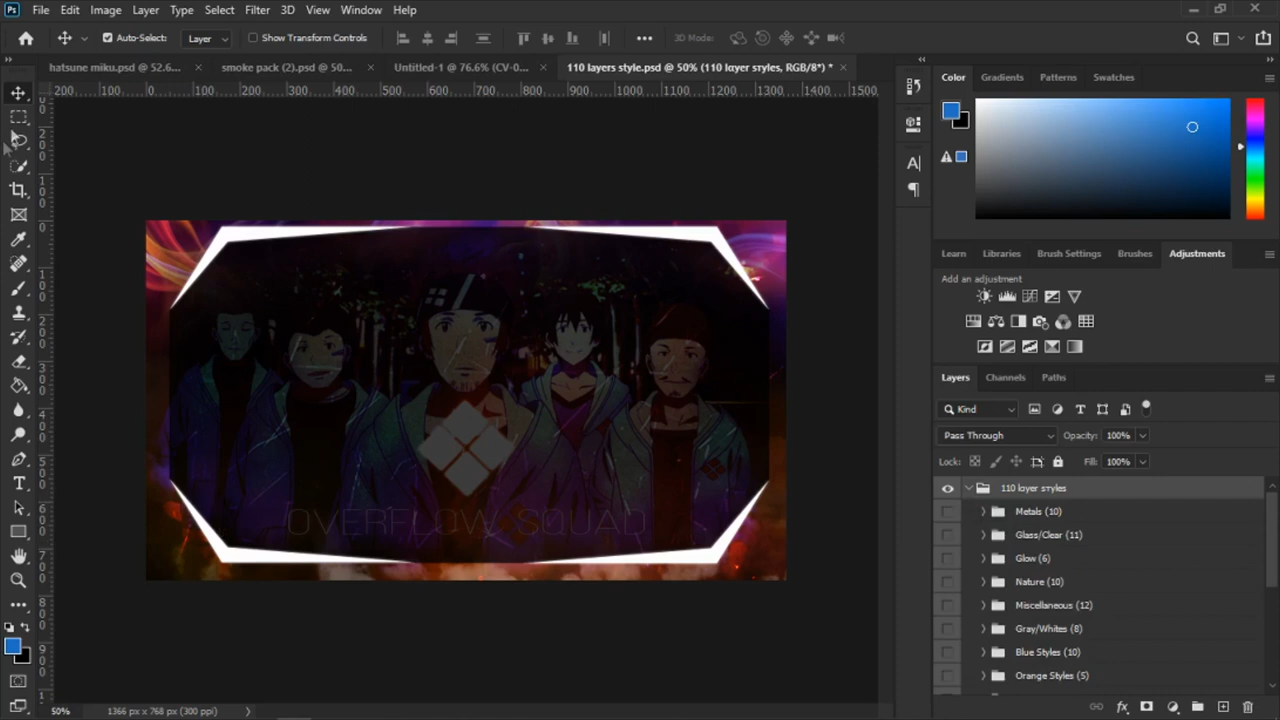 Ps File Edit Image Layer Type Select Filter 3D View Window Help
Auto-Select: Layer Show Transform Controls 3D Mode:
hatsune miku.psd @ 52.6... smoke pack (2).psd @ 50... Untitled-1 @ 76.6% (CV-0... 110 layers style.psd @ 50% (110 layer styles, RGB/8*) *
200 100 0 100 200 300 400 500 600 700 800 900 1000 1100 1200 1300 1400 1500
Color Gradients Patterns Swatches
Learn Libraries Brush Settings Brushes Adjustments
Add an adjustment
Layers Channels Paths
Kind
Pass Through Opacity: 100%
Lock: Fill: 100%
110 layer styles
Metals (10)
Glass/Clear (11)
Glow (6)
Nature (10)
Miscellaneous (12)
Gray/Whites (8)
Blue Styles (10)
Orange Styles (5)
OVERFLOW SQUAD
50% 1366 px x 768 px (300 ppi)